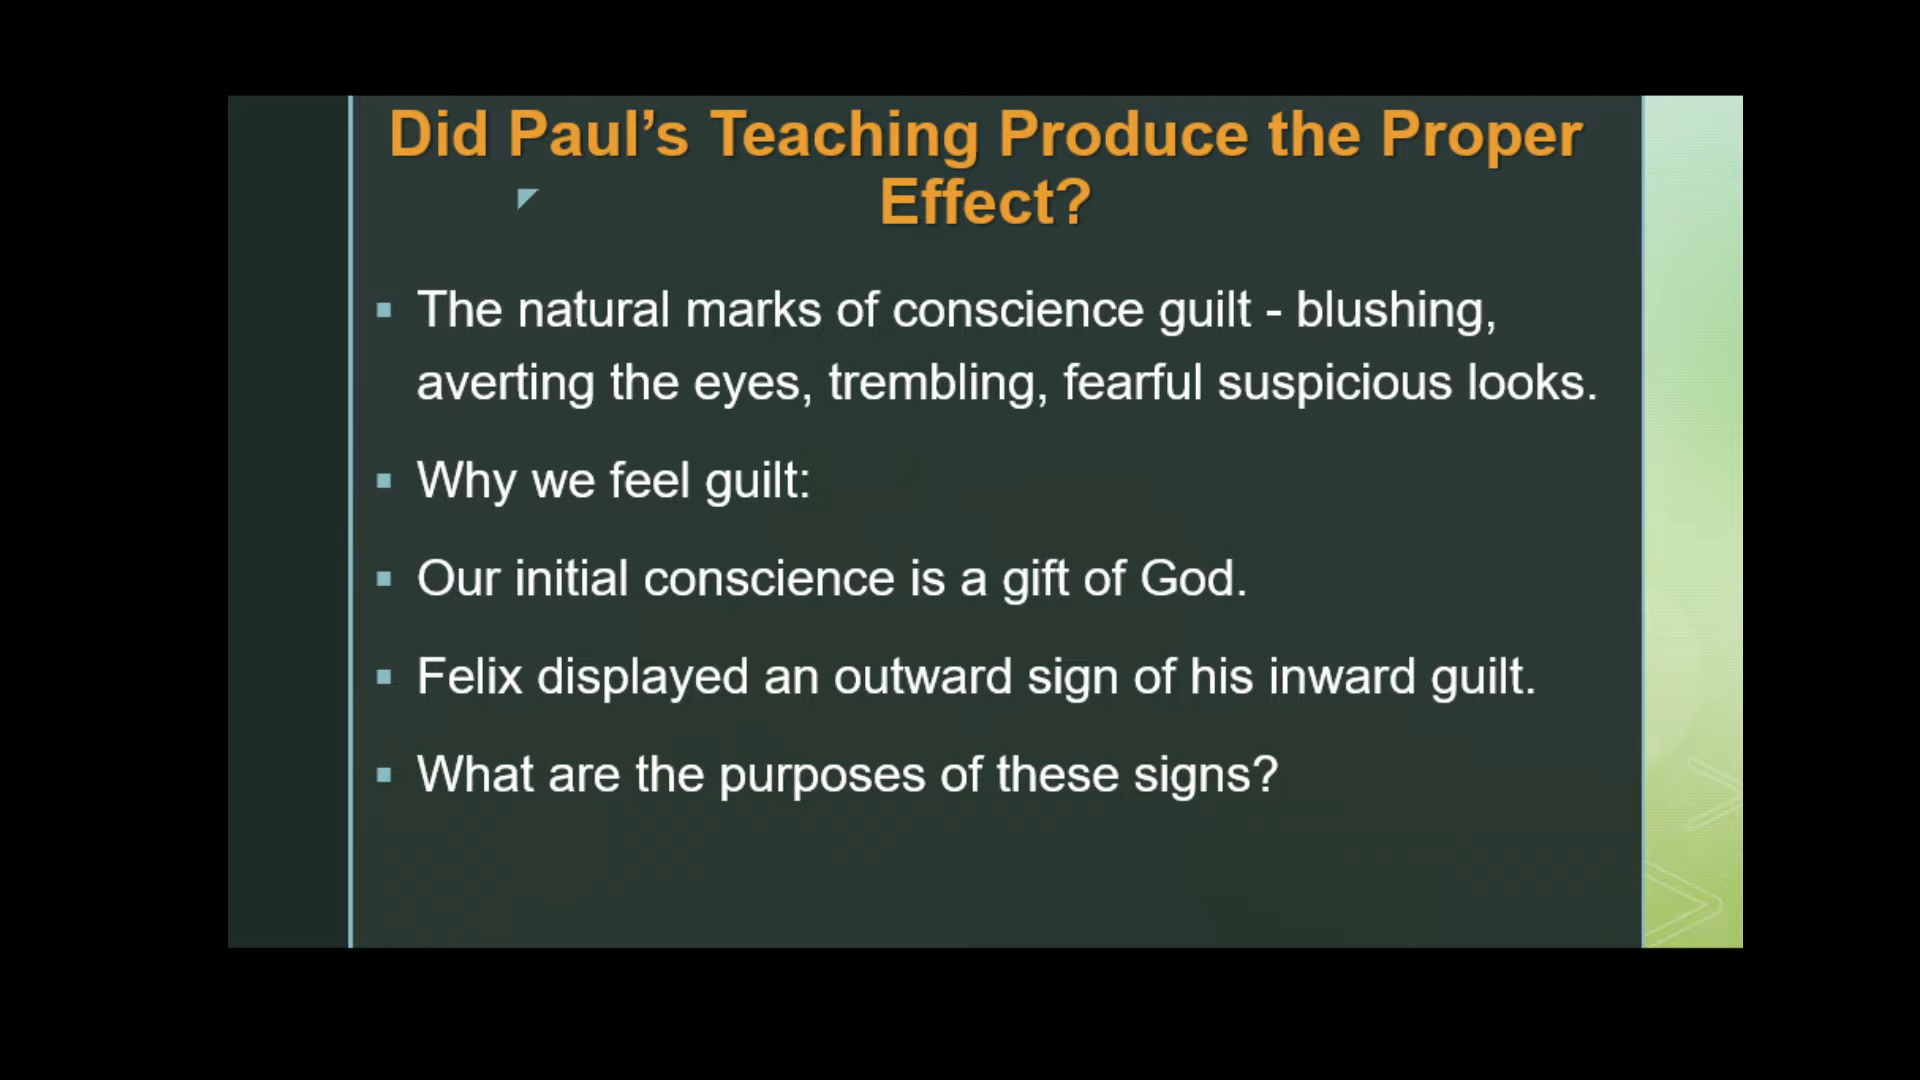 Did Paul’s Teaching Produce the Proper
Effect?
▪ The natural marks of conscience guilt - blushing,
averting the eyes, trembling, fearful suspicious looks.
▪ Why we feel guilt:
▪ Our initial conscience is a gift of God.
▪ Felix displayed an outward sign of his inward guilt.
▪ What are the purposes of these signs?